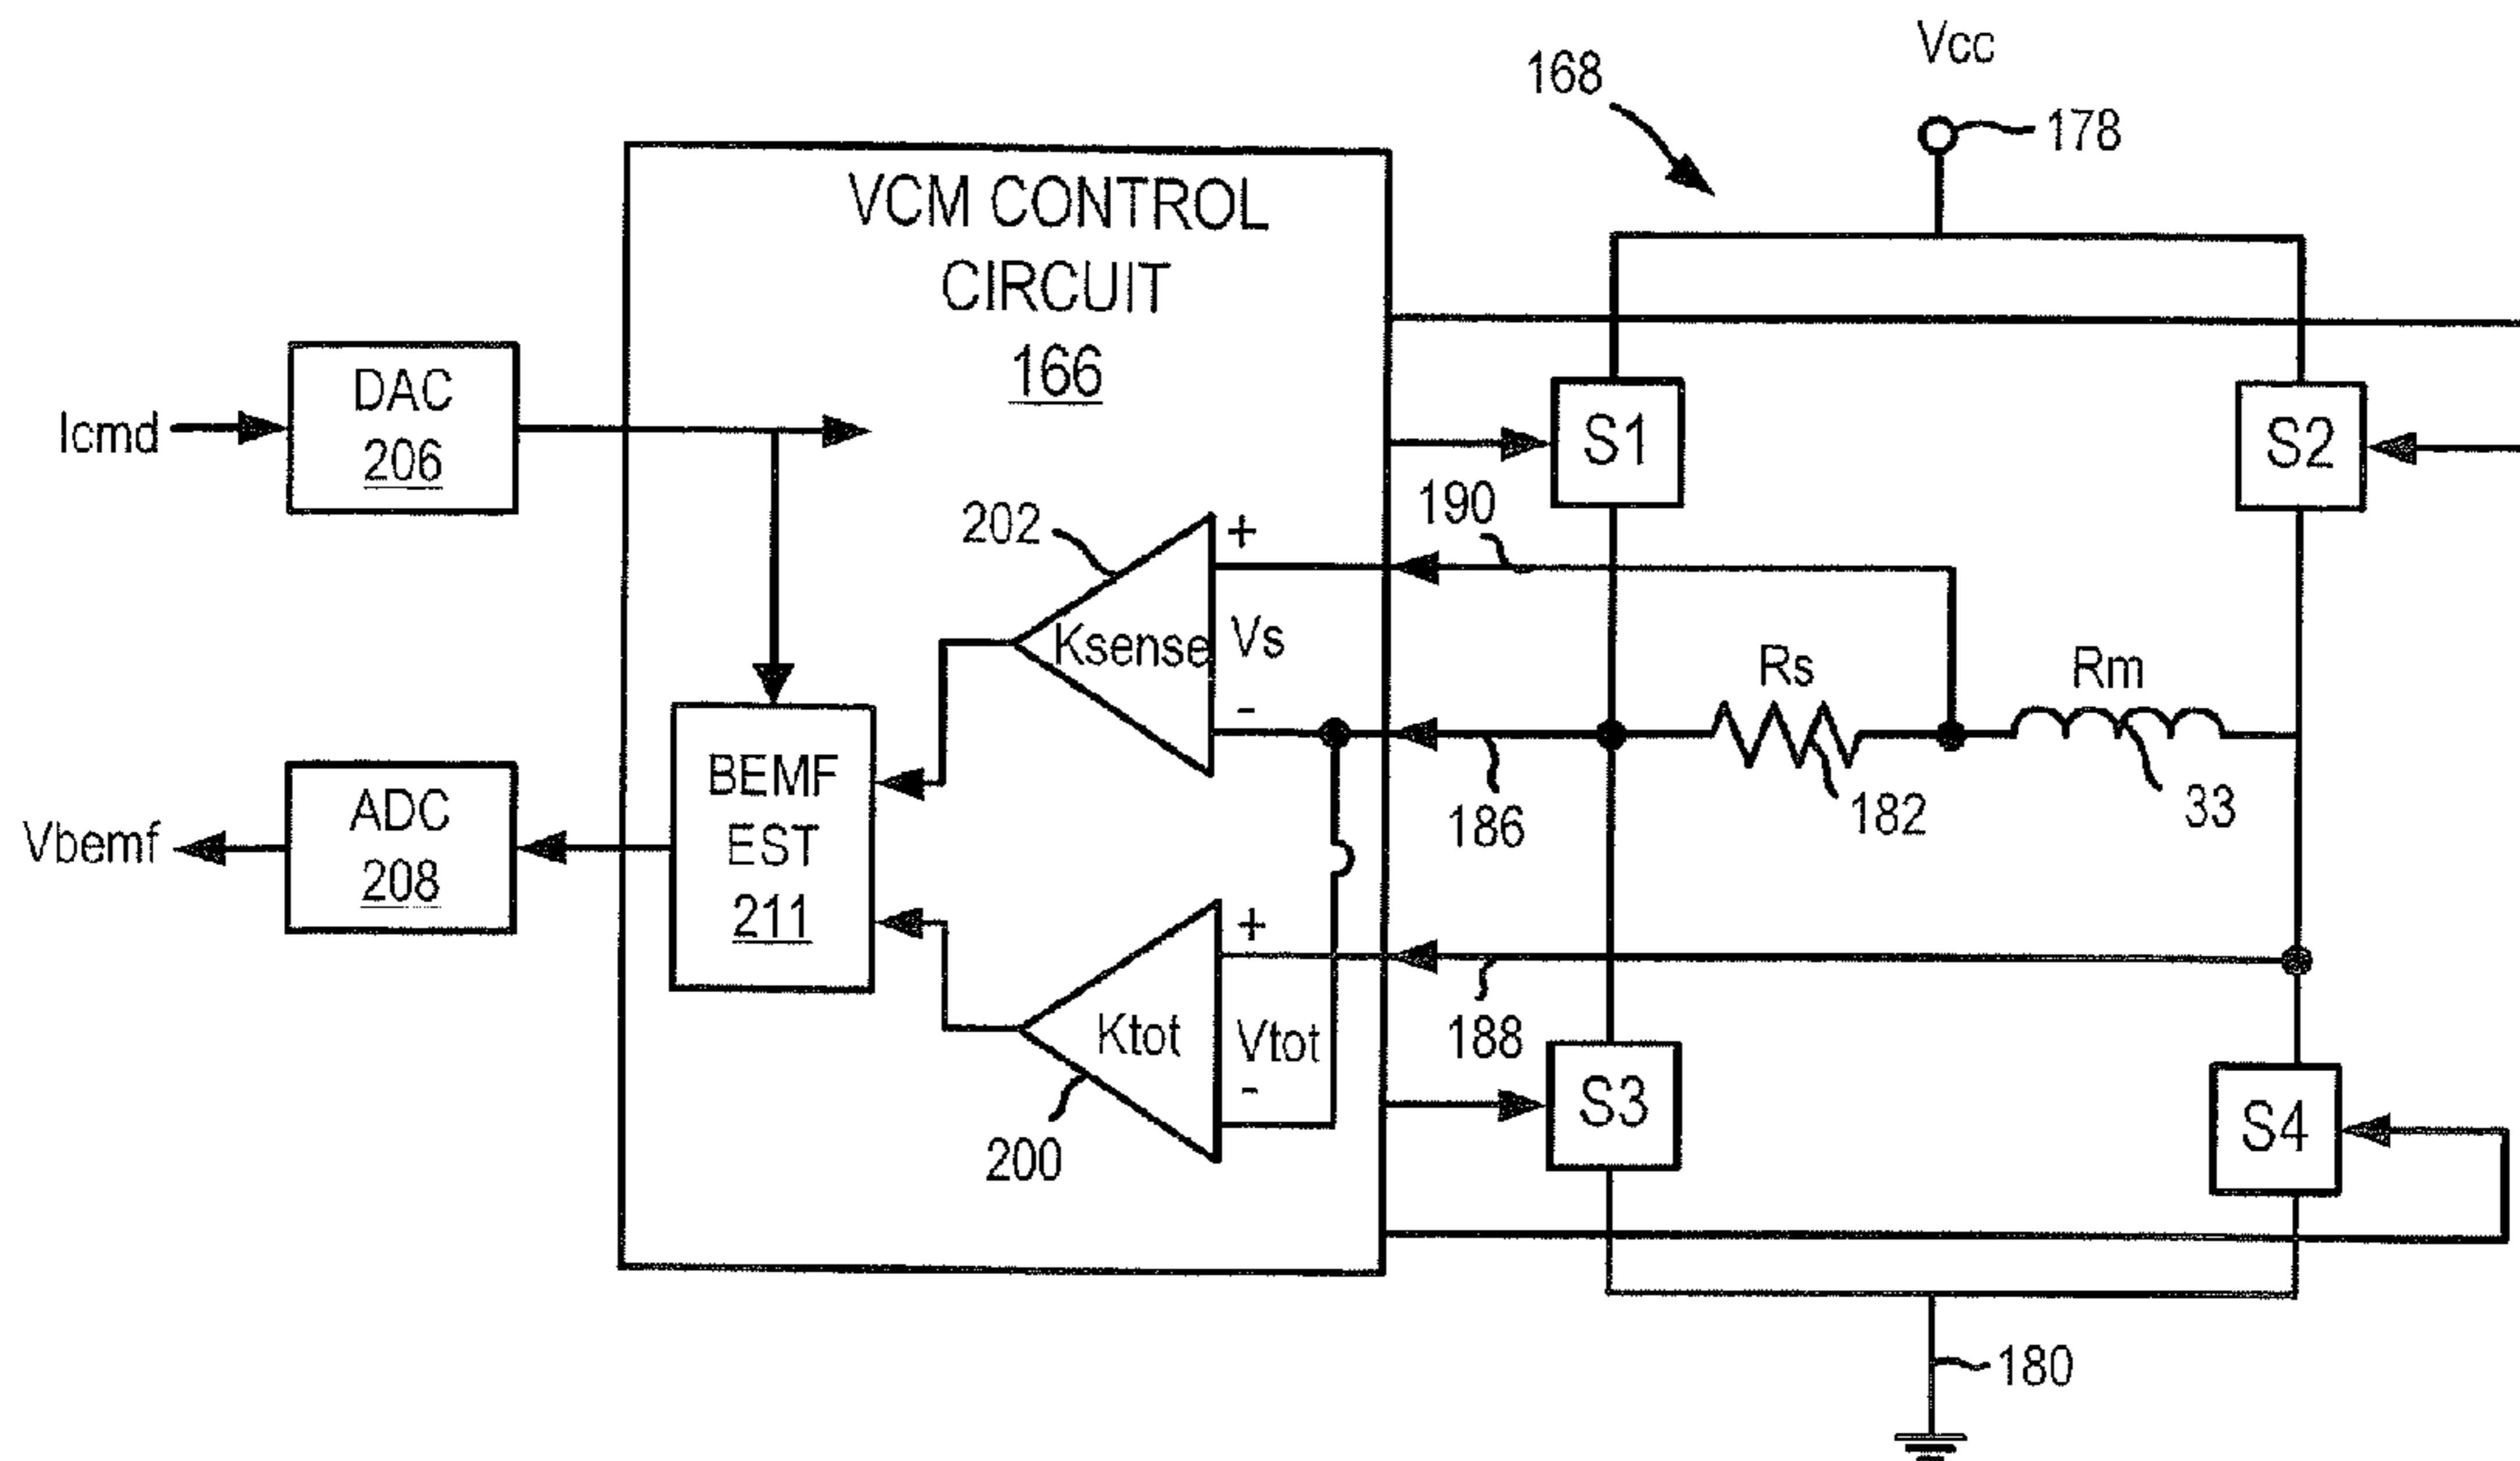 Vcc
168
178
VCM CONTROL
CIRCUIT
166
DAC
206
Icmd
S1
S2
190
202
+
Ksense
Vs
-
Rs
Rm
BEMF
EST
211
186
182
33
ADC
208
Vbemf
+
Ktot
Vtot
-
188
200
S3
S4
180